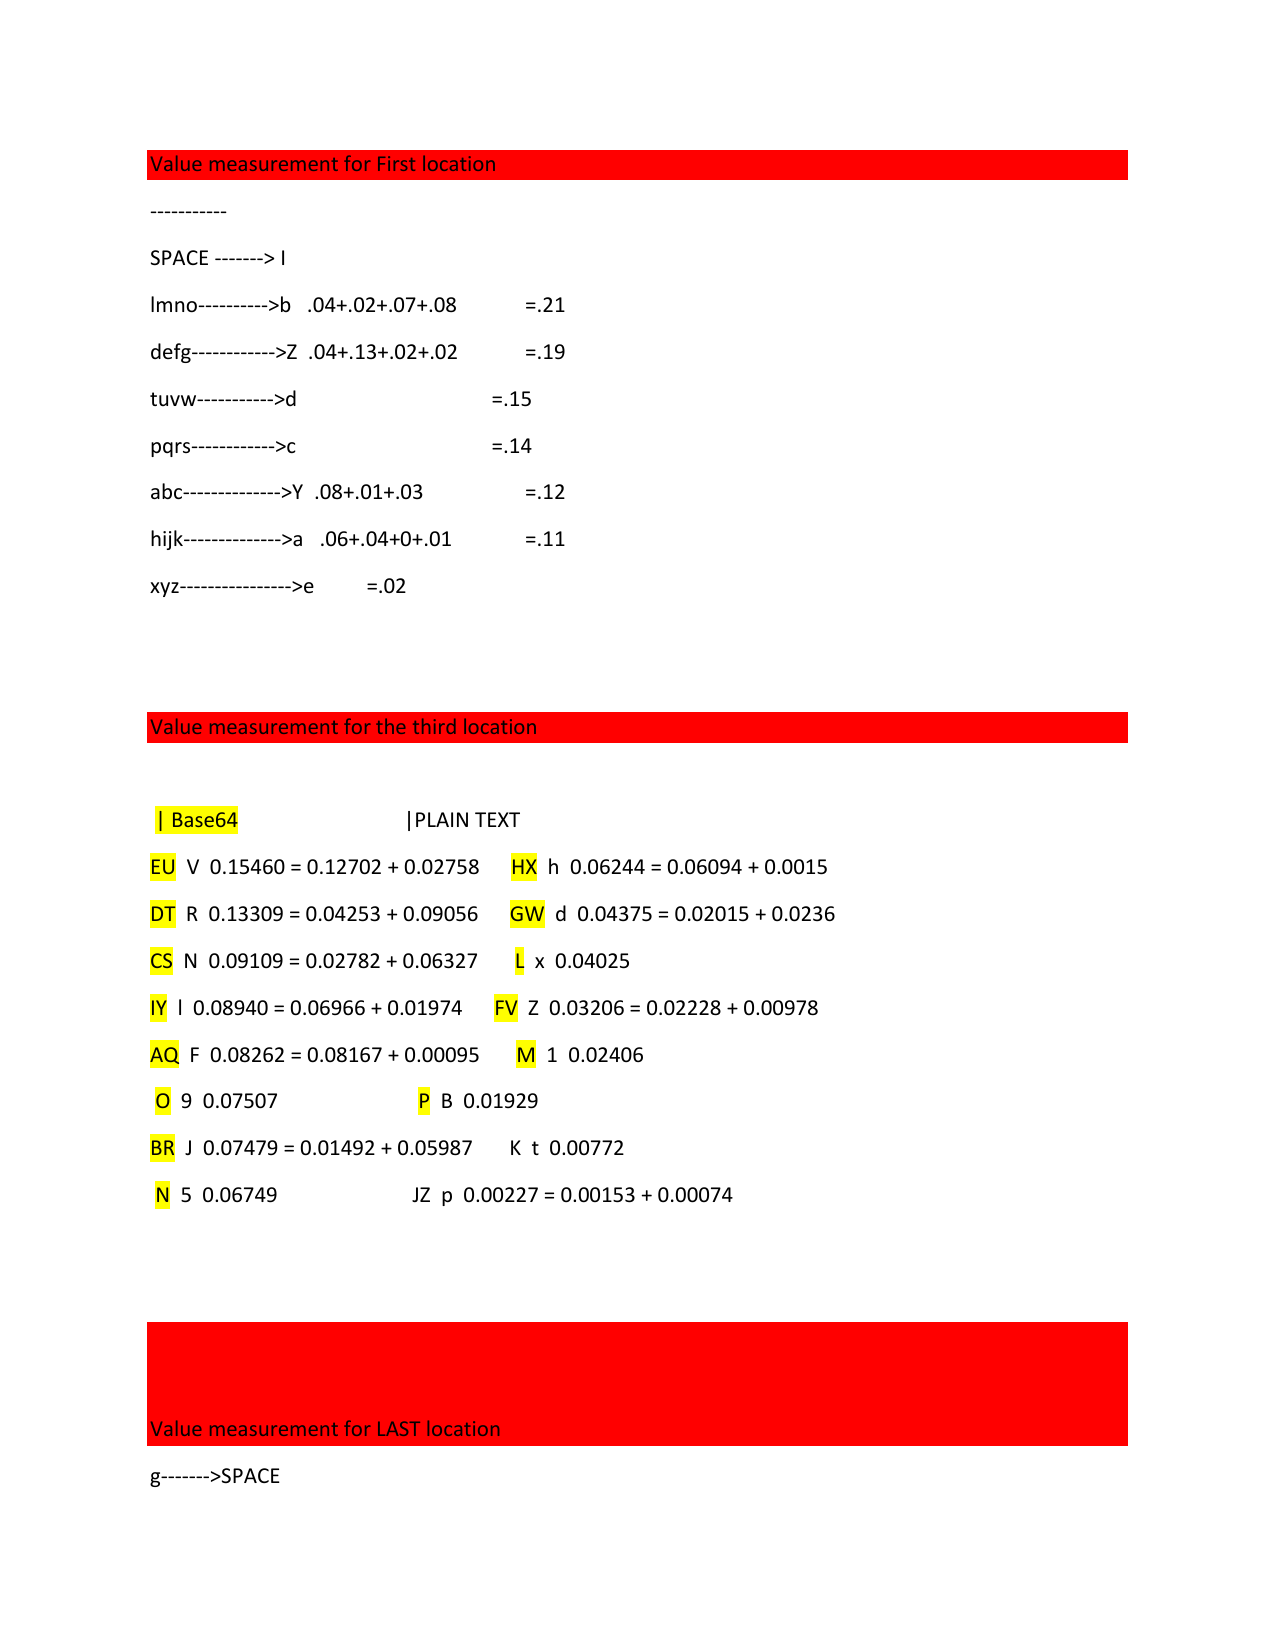 Value measurement for First location
-----------
SPACE -------> I
lmno---------->b .04+.02+.07+.08 =.21
defg------------>Z .04+.13+.02+.02 =.19
tuvw----------->d =.15
pqrs------------>c =.14
abc-------------->Y .08+.01+.03 =.12
hijk-------------->a .06+.04+0+.01 =.11
xyz---------------->e =.02
Value measurement for the third location
| Base64 |PLAIN TEXT
EU V 0.15460 = 0.12702 + 0.02758 HX h 0.06244 = 0.06094 + 0.0015
DT R 0.13309 = 0.04253 + 0.09056 GW d 0.04375 = 0.02015 + 0.0236
CS N 0.09109 = 0.02782 + 0.06327 L x 0.04025
IY l 0.08940 = 0.06966 + 0.01974 FV Z 0.03206 = 0.02228 + 0.00978
AQ F 0.08262 = 0.08167 + 0.00095 M 1 0.02406
O 9 0.07507 P B 0.01929
BR J 0.07479 = 0.01492 + 0.05987 K t 0.00772
N 5 0.06749 JZ p 0.00227 = 0.00153 + 0.00074
Value measurement for LAST location
g------->SPACE